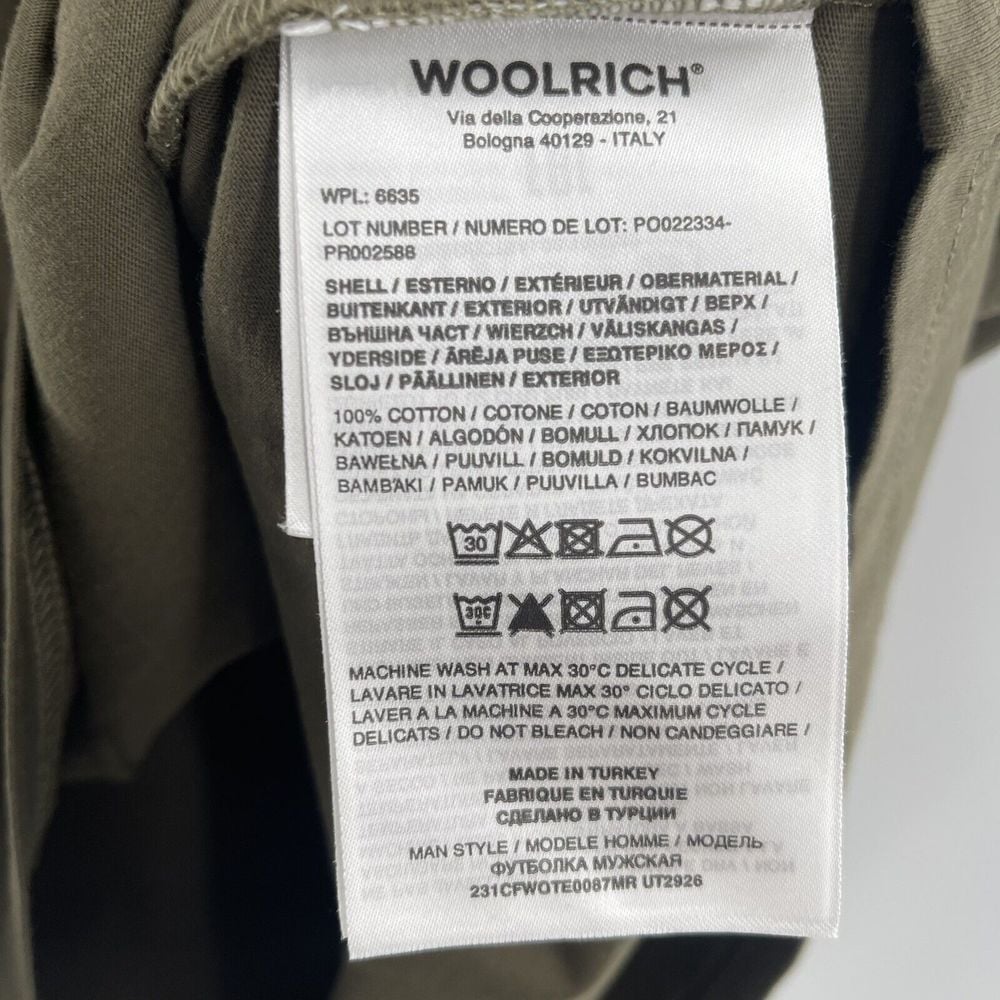 WOOLRICH®
Via della Cooperazione, 21
Bologna 40129 - ITALY
WPL: 6635
LOT NUMBER / NUMERO DE LOT: PO022334-
PR002588
SHELL / ESTERNO / EXTÉRIEUR / OBERMATERIAL /
BUITENKANT / EXTERIOR / UTVÄNDIGT / ВЕРХ /
ВЪНШНА ЧАСТ / WIERZCH / VÄLISKANGAS /
YDERSIDE / ĀRĒJA PUSE / ΕΞΩΤΕΡΙΚΟ ΜΕΡΟΣ /
SLOJ / PÄÄLLINEN / EXTERIOR
100% COTTON / COTONE / COTON / BAUMWOLLE /
KATOEN / ALGODÓN / BOMULL / ХЛОПОК / ПАМУК /
BAWEŁNA / PUUVILL / BOMULD / KOKVILNA /
ΒΑΜΒ'ΑΚΙ / PAMUK / PUUVILLA / BUMBAC
30
30C
MACHINE WASH AT MAX 30°C DELICATE CYCLE /
LAVARE IN LAVATRICE MAX 30° CICLO DELICATO /
LAVER A LA MACHINE A 30°C MAXIMUM CYCLE
DELICATS / DO NOT BLEACH / NON CANDEGGIARE /
MADE IN TURKEY
FABRIQUE EN TURQUIE
СДЕЛАНО В ТУРЦИИ
MAN STYLE / MODELE HOMME / МОДЕЛЬ
ФУТБОЛКА МУЖСКАЯ
231CFWOTE0087MR UT2926